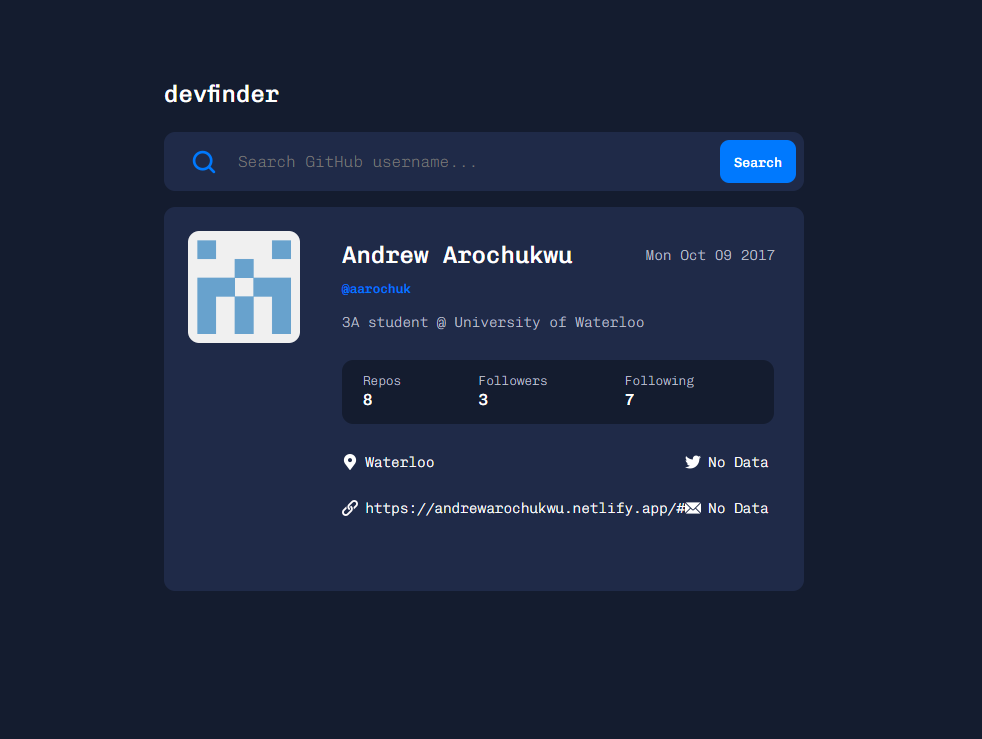 devfinder
Search GitHub username...
Search
Andrew Arochukwu
Mon Oct 09 2017
@aarochuk
3A student @ University of Waterloo
Repos
8
Followers
3
Following
7
Waterloo
No Data
https://andrewarochukwu.netlify.app/#
No Data